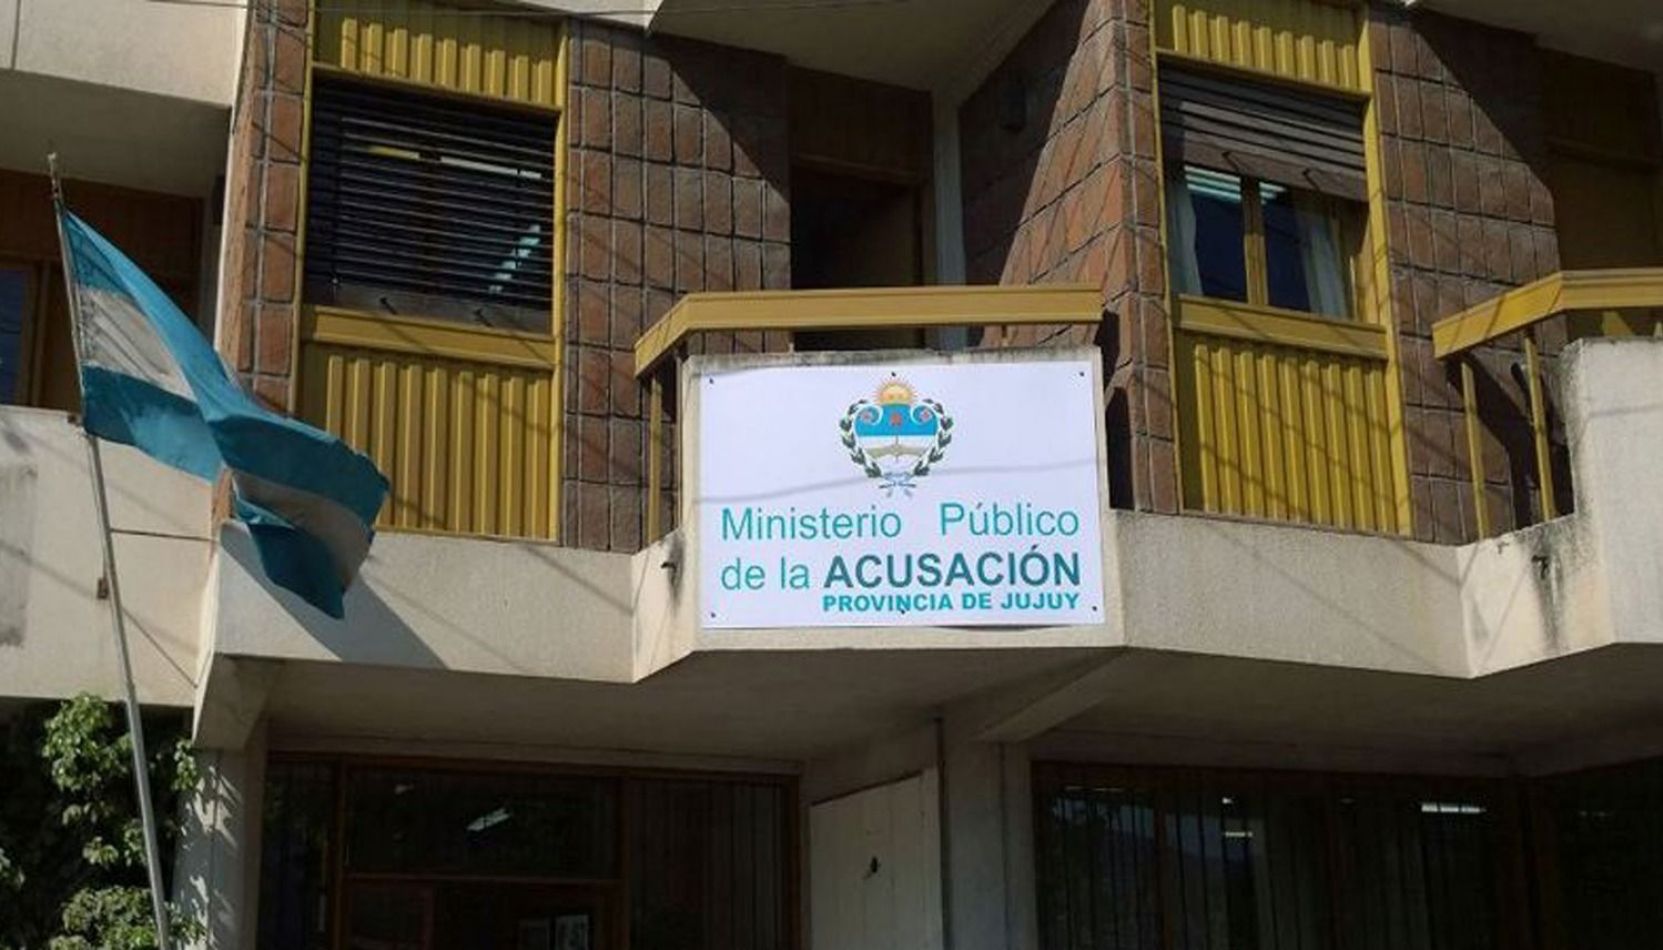 Ministerio Público
de la ACUSACIÓN
PROVINCIA DE JUJUY